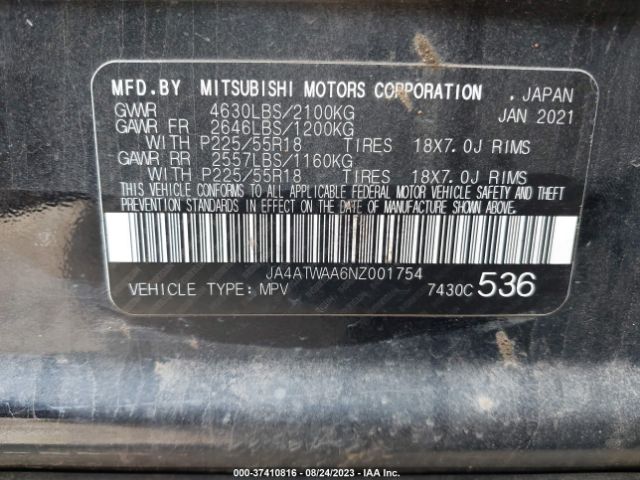 MFD.BY MITSUBISHI MOTORS CORPORATION . JAPAN
GVWR 4630LBS/2100KG JAN 2021
GAWR FR 2646LBS/1200KG
WITH P225/55R18 TIRES 18X7.0J RIMS
GAWR RR 2557LBS/1160KG
WITH P225/55R18 TIRES 18X7.0J RIMS
THIS VEHICLE CONFORMS TO ALL APPLICABLE FEDERAL MOTOR VEHICLE SAFETY AND THEFT
PREVENTION STANDARDS IN EFFECT ON THE DATE OF MANUFACTURE SHOWN ABOVE.
JA4ATWAA6NZ001754
VEHICLE TYPE: MPV 7430C 536
000-37410816 - 08/24/2023 - IAA Inc.